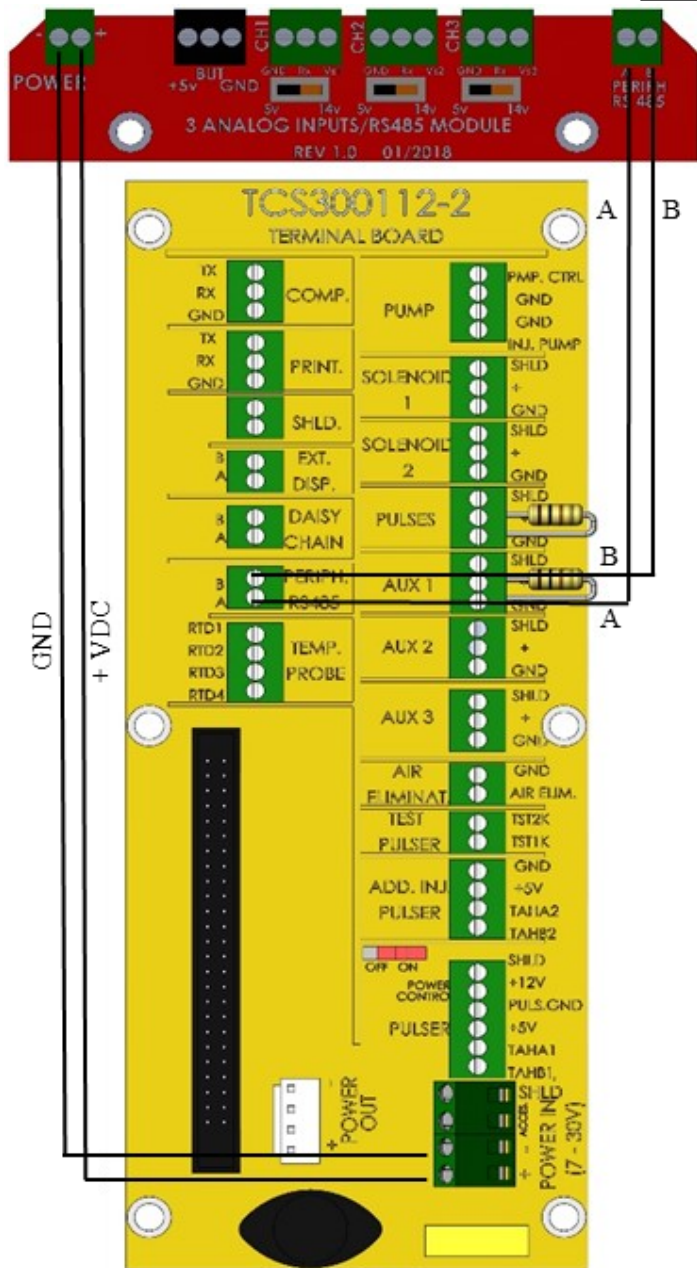 - +
CH1 CH2 CH3
POWER
BUT
+5v GND
GND Rx Vs1
GND Rx Vs2
GND Rx Vs3
5v 14v
5v 14v
5v 14v
A B
PERIPH
RS 485
3 ANALOG INPUTS/RS485 MODULE
REV 1.0 01/2018
A B
TCS300112-2
TERMINAL BOARD
TX
RX
GND
COMP.
TX
RX
GND
PRINT.
SHLD.
B
A
EXT.
DISP.
B
A
DAISY
CHAIN
B
A
PERIPH.
RS485
RTD1
RTD2
RTD3
RTD4
TEMP.
PROBE
PUMP
PMP. CTRL
GND
GND
INJ. PUMP
SOLENOID
1
SHLD
+
GND
SOLENOID
2
SHLD
+
GND
PULSES
SHLD
+
GND
B
AUX 1
SHLD
GND
A
AUX 2
SHLD
+
GND
AUX 3
SHLD
+
GND
AIR
ELIMINAT.
GND
AIR ELIM.
TEST
PULSER
TST2K
TST1K
ADD. INJ.
PULSER
GND
+5V
TAHA2
TAHB2
OFF ON
POWER
CONTRO
PULSER
SHLD
+12V
PULS.GND
+5V
TAHA1
TAHB1,
SHLD
ACCES.
-
+
POWER IN
(7 - 30V)
- +
POWER
OUT
GND
+ VDC